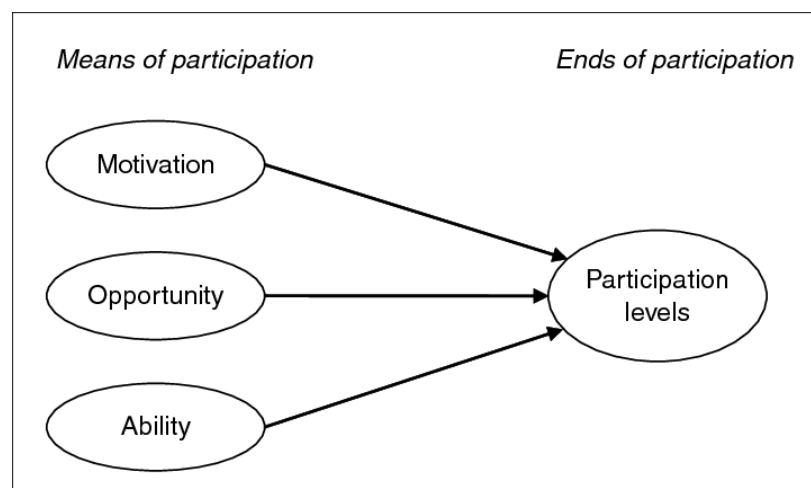 Means of participation
Ends of participation
Motivation
Opportunity
Ability
Participation
levels